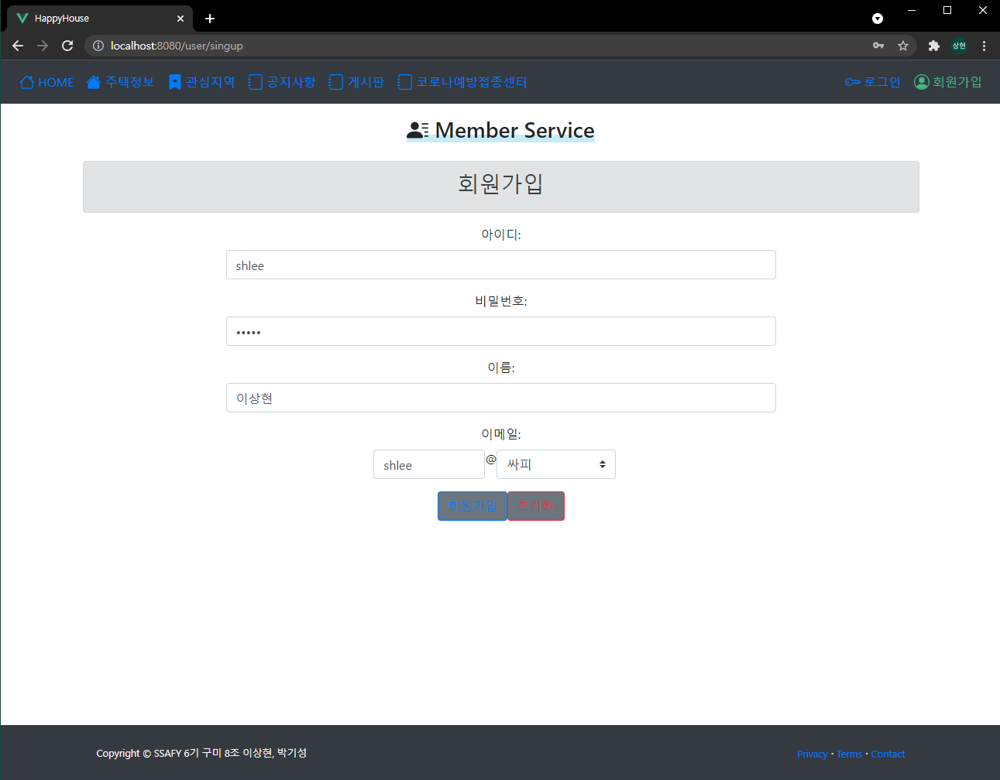 HappyHouse
localhost:8080/user/singup
상현
HOME 주택정보 관심지역 공지사항 게시판 코로나예방접종센터 로그인 회원가입
Member Service
회원가입
아이디:
shlee
비밀번호:
•••••
이름:
이상현
이메일:
shlee @ 싸피
회원가입 초기화
Copyright © SSAFY 6기 구미 8조 이상현, 박기성
Privacy · Terms · Contact